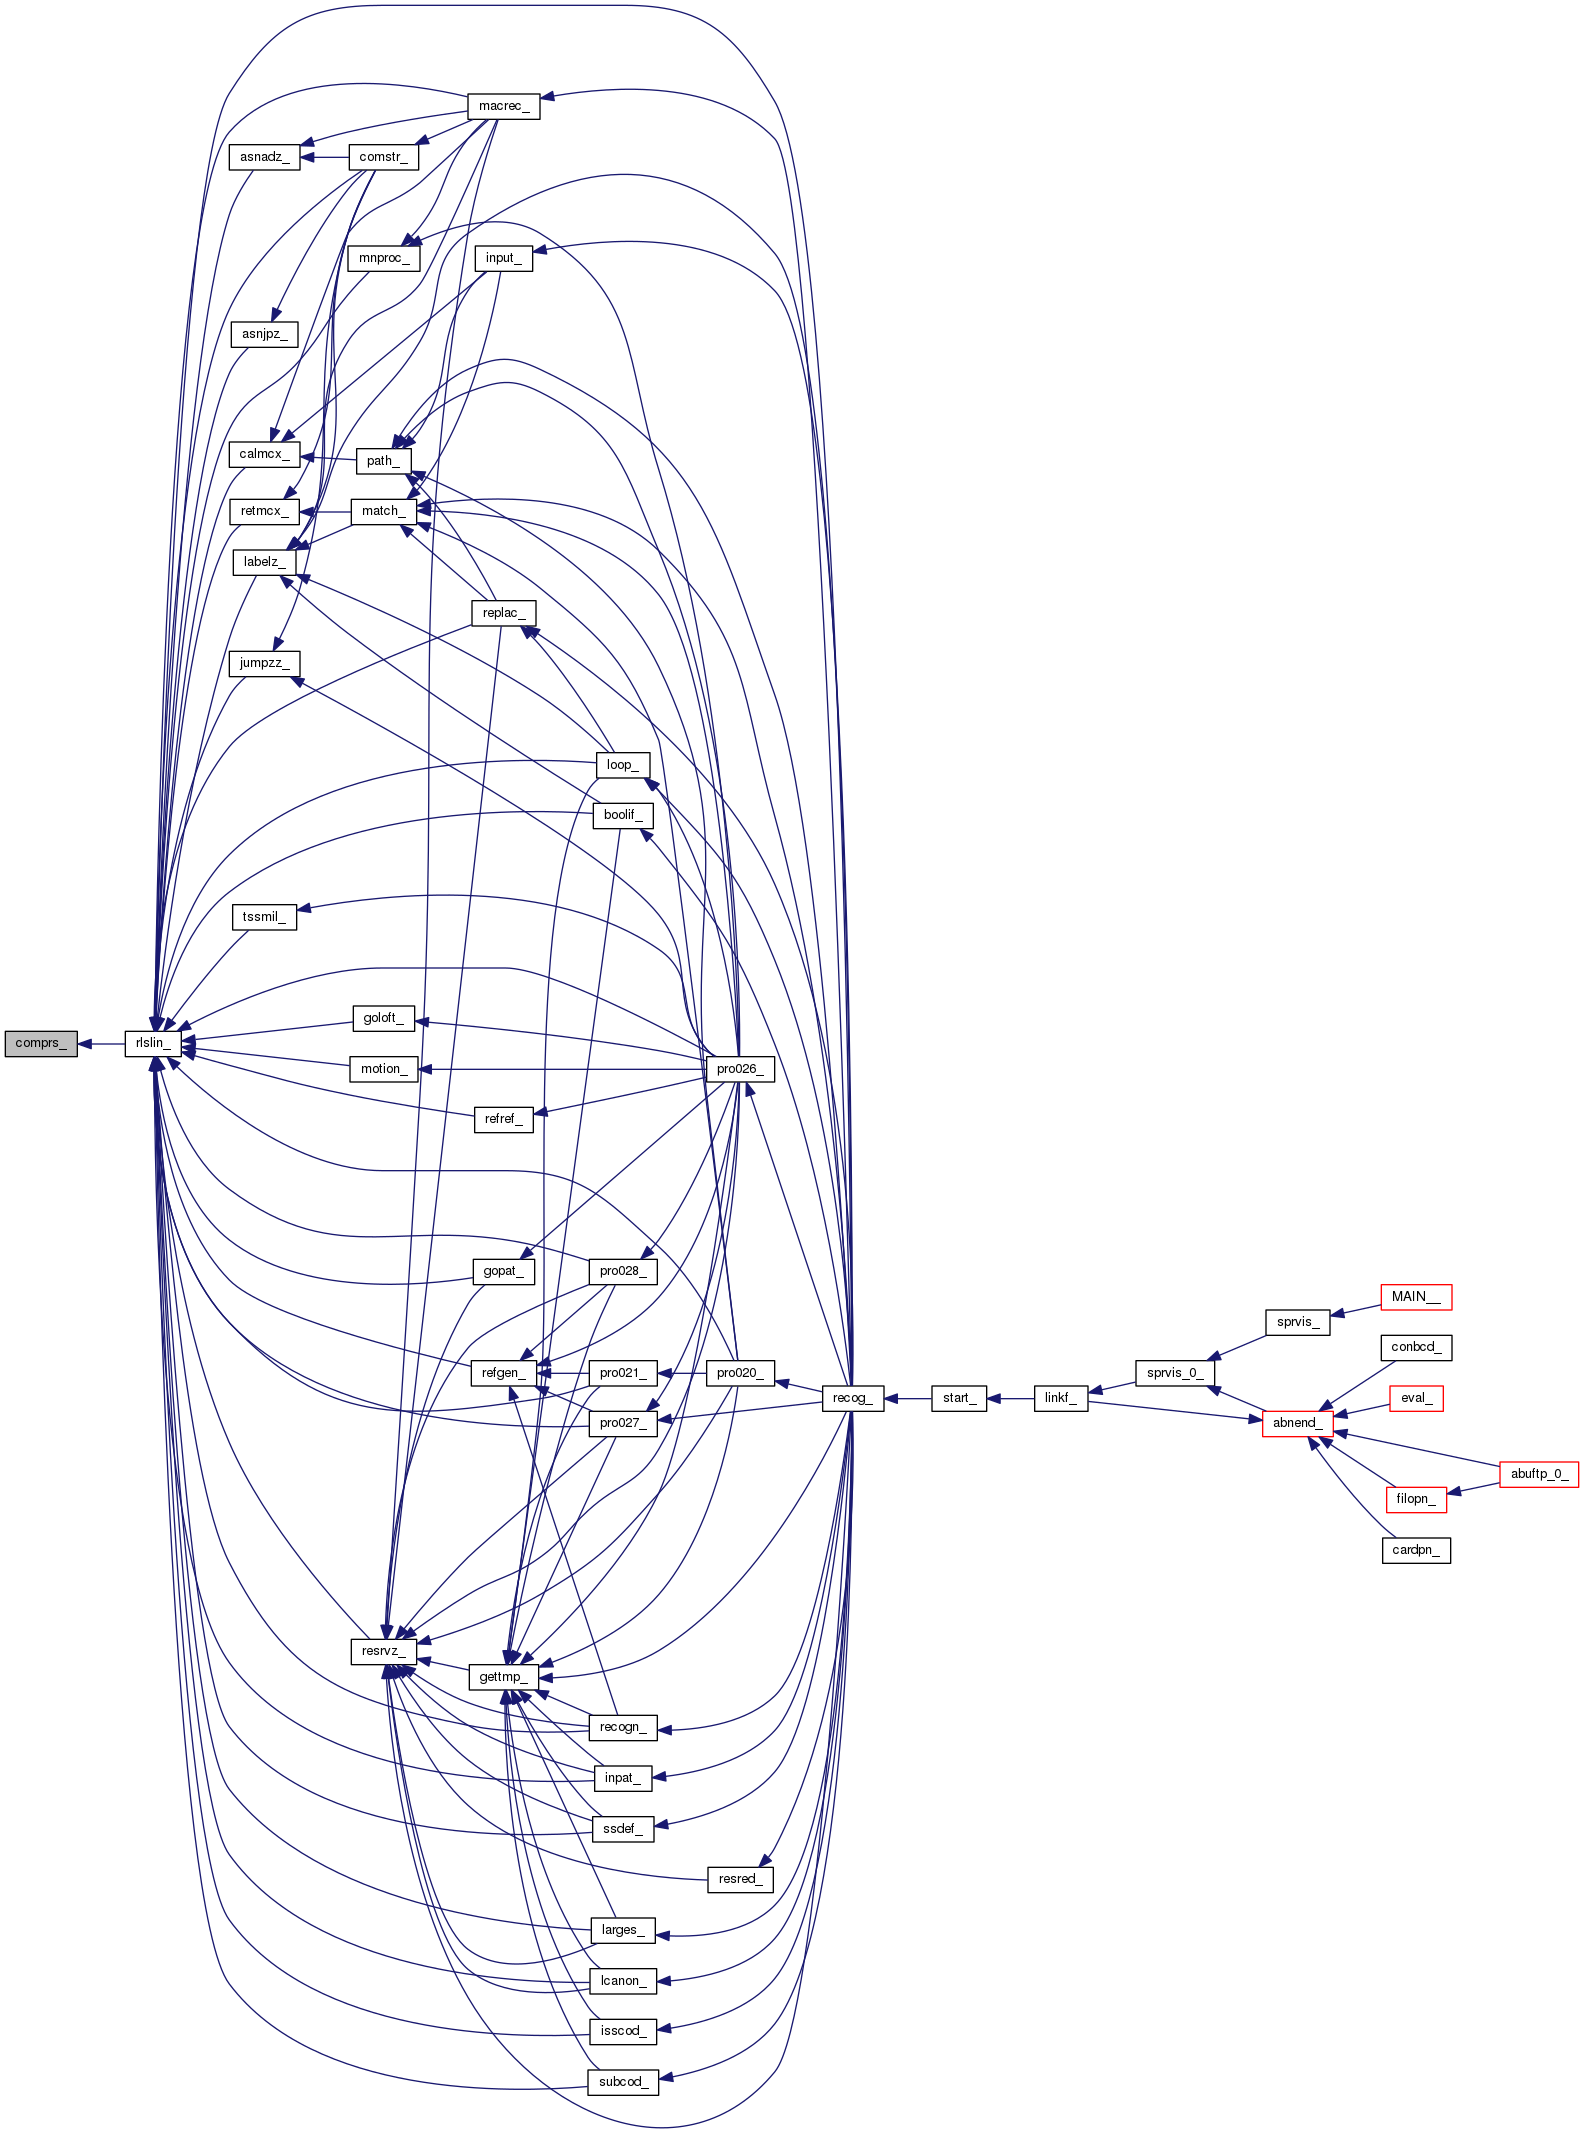 macrec_
asnadz_
comstr_
mnproc_
input_
asnjpz_
calmcx_
path_
retmcx_
match_
labelz_
replac_
jumpzz_
loop_
boolif_
tssmil_
goloft_
comprs_
rlslin_
motion_
pro026_
refref_
gopat_
pro028_
MAIN__
sprvis_
conbcd_
refgen_
pro021_
pro020_
sprvis_0_
recog_
start_
linkf_
eval_
pro027_
abnend_
abuftp_0_
filopn_
cardpn_
resrvz_
gettmp_
recogn_
inpat_
ssdef_
resred_
larges_
lcanon_
isscod_
subcod_